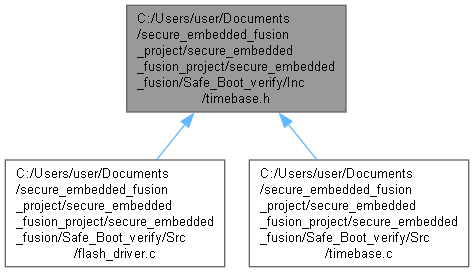 C:/Users/user/Documents
/secure_embedded_fusion
_project/secure_embedded
_fusion_project/secure_embedded
_fusion/Safe_Boot_verify/Inc
/timebase.h
C:/Users/user/Documents
/secure_embedded_fusion
_project/secure_embedded
_fusion_project/secure_embedded
_fusion/Safe_Boot_verify/Src
/flash_driver.c
C:/Users/user/Documents
/secure_embedded_fusion
_project/secure_embedded
_fusion_project/secure_embedded
_fusion/Safe_Boot_verify/Src
/timebase.c